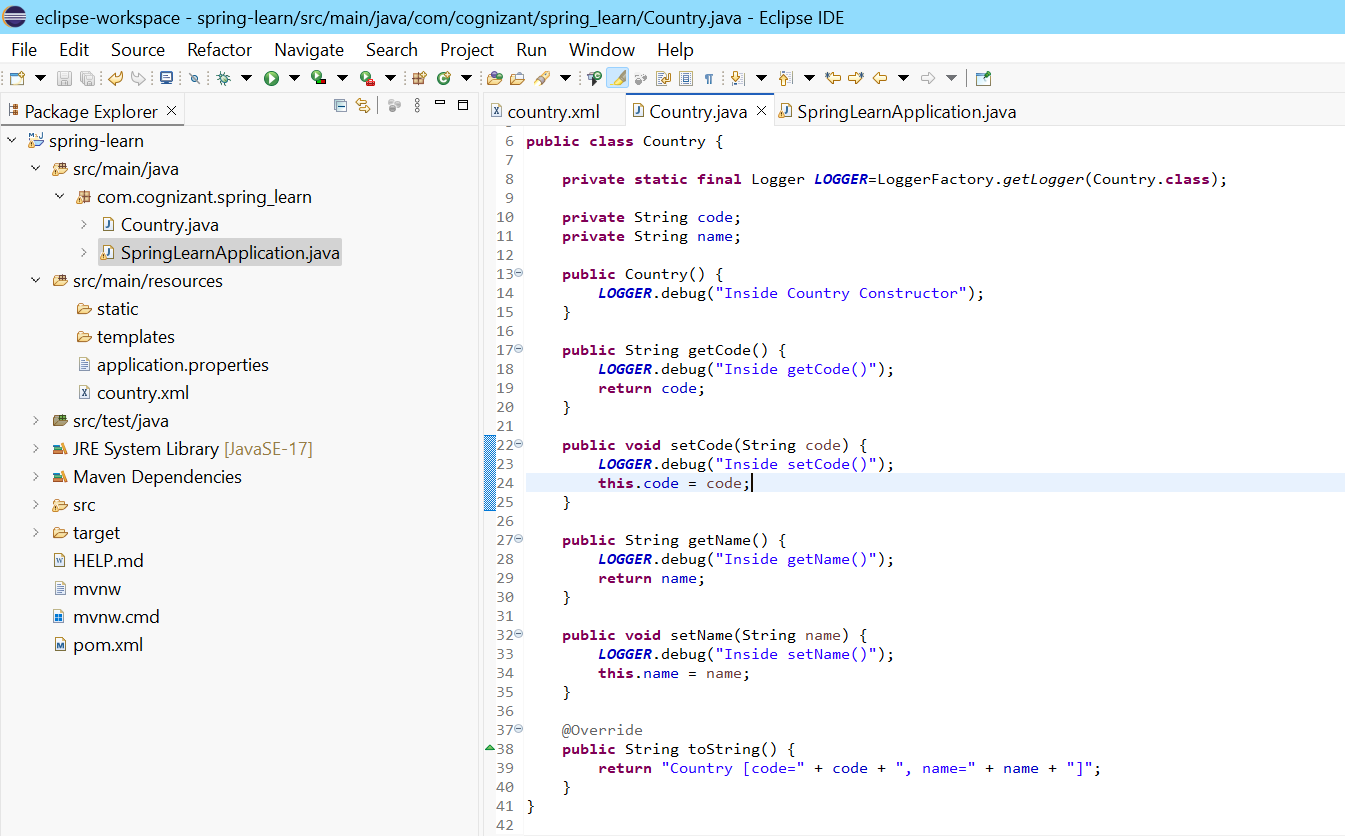 eclipse-workspace - spring-learn/src/main/java/com/cognizant/spring_learn/Country.java - Eclipse IDE
File Edit Source Refactor Navigate Search Project Run Window Help
Package Explorer
spring-learn
src/main/java
com.cognizant.spring_learn
Country.java
SpringLearnApplication.java
src/main/resources
static
templates
application.properties
country.xml
src/test/java
JRE System Library [JavaSE-17]
Maven Dependencies
src
target
HELP.md
mvnw
mvnw.cmd
pom.xml
country.xml Country.java SpringLearnApplication.java
6 public class Country {
7
8     private static final Logger LOGGER=LoggerFactory.getLogger(Country.class);
9
10     private String code;
11     private String name;
12
13     public Country() {
14         LOGGER.debug("Inside Country Constructor");
15     }
16
17     public String getCode() {
18         LOGGER.debug("Inside getCode()");
19         return code;
20     }
21
22     public void setCode(String code) {
23         LOGGER.debug("Inside setCode()");
24         this.code = code;
25     }
26
27     public String getName() {
28         LOGGER.debug("Inside getName()");
29         return name;
30     }
31
32     public void setName(String name) {
33         LOGGER.debug("Inside setName()");
34         this.name = name;
35     }
36
37     @Override
38     public String toString() {
39         return "Country [code=" + code + ", name=" + name + "]";
40     }
41 }
42